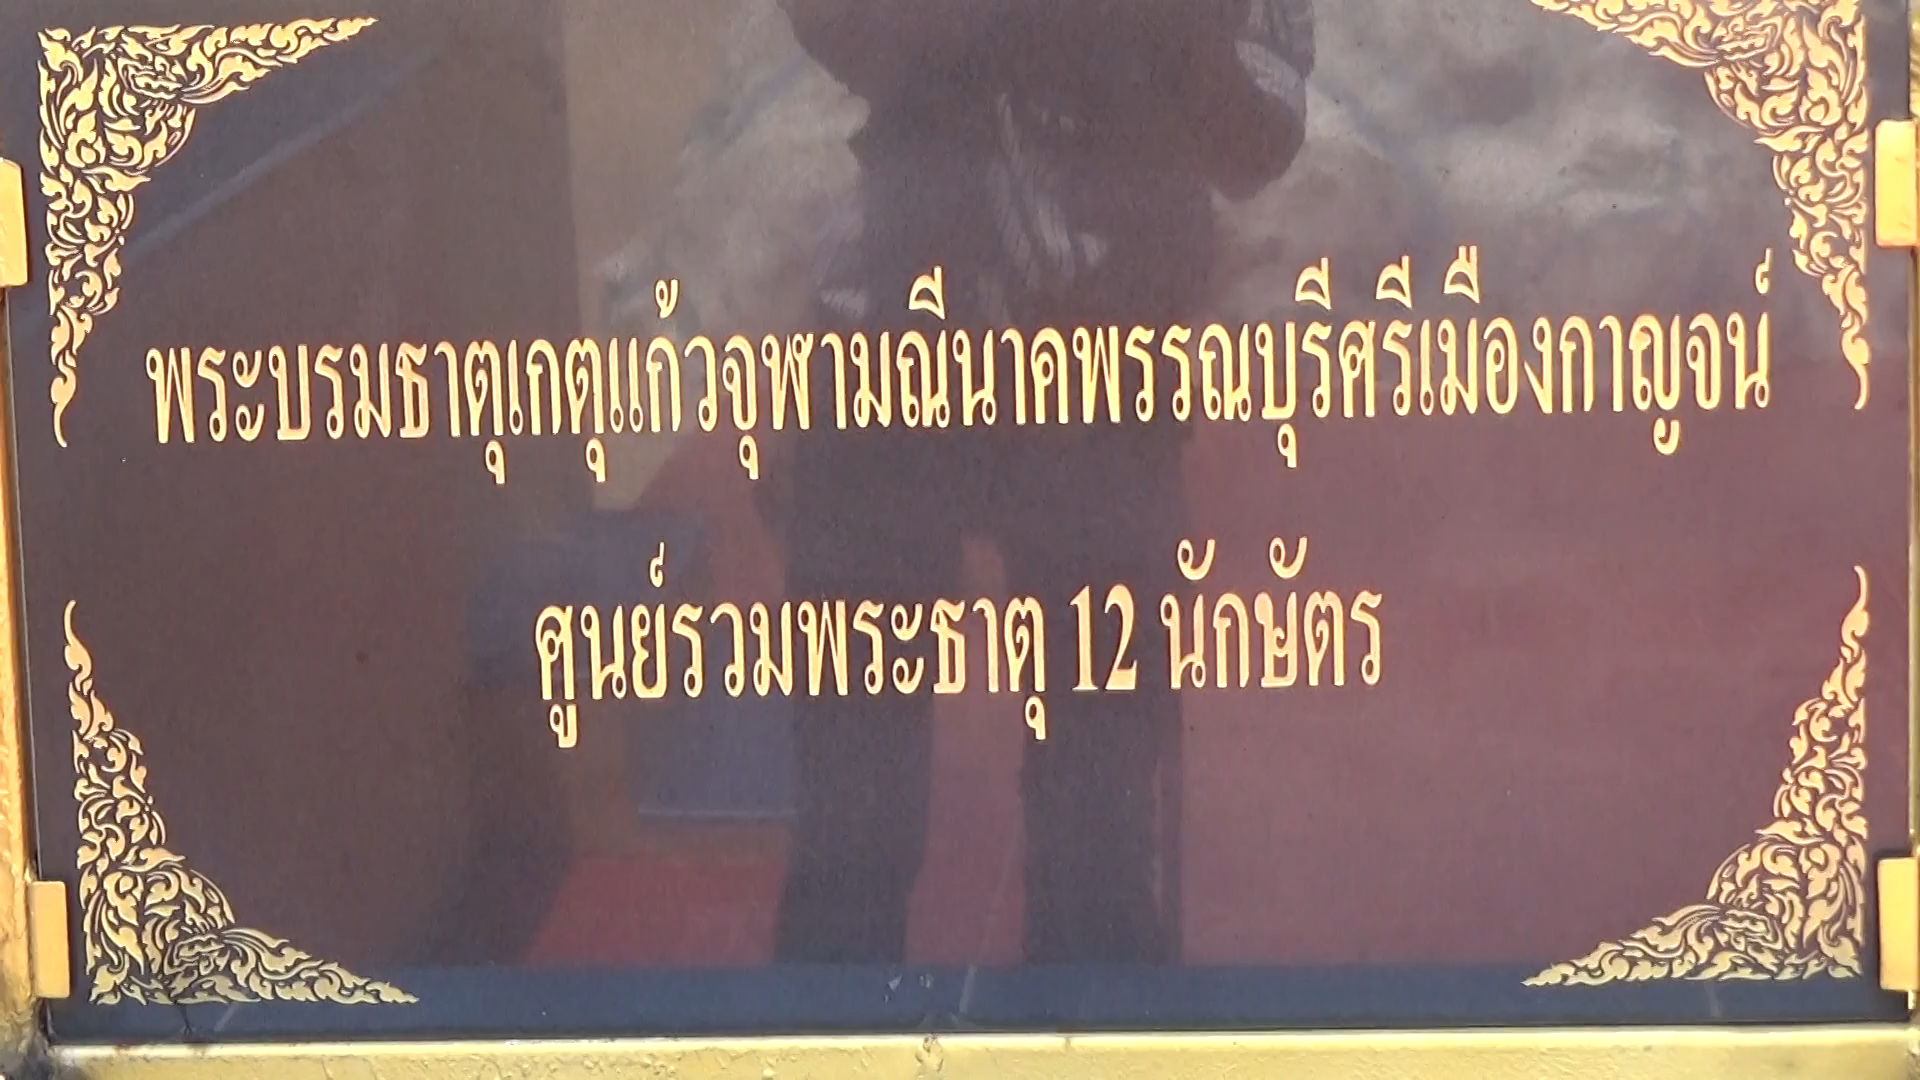 พระบรมธาตุเกตุแก้วจุฬามณีนาคพรรณบุรีศรีเมืองกาญจน์
ศูนย์รวมพระธาตุ 12 นักษัตร